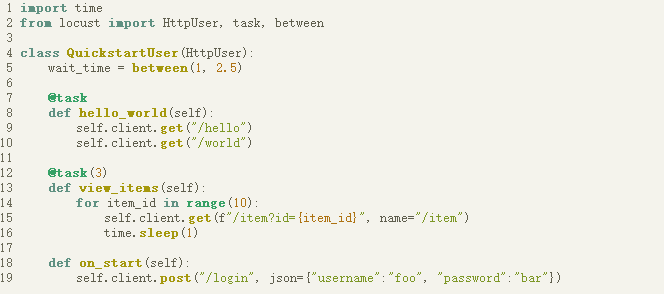 1 import time
2 from locust import HttpUser, task, between
3
4 class QuickstartUser(HttpUser):
5     wait_time = between(1, 2.5)
6
7     @task
8     def hello_world(self):
9         self.client.get("/hello")
10         self.client.get("/world")
11
12     @task(3)
13     def view_items(self):
14         for item_id in range(10):
15             self.client.get(f"/item?id={item_id}", name="/item")
16             time.sleep(1)
17
18     def on_start(self):
19         self.client.post("/login", json={"username":"foo", "password":"bar"})